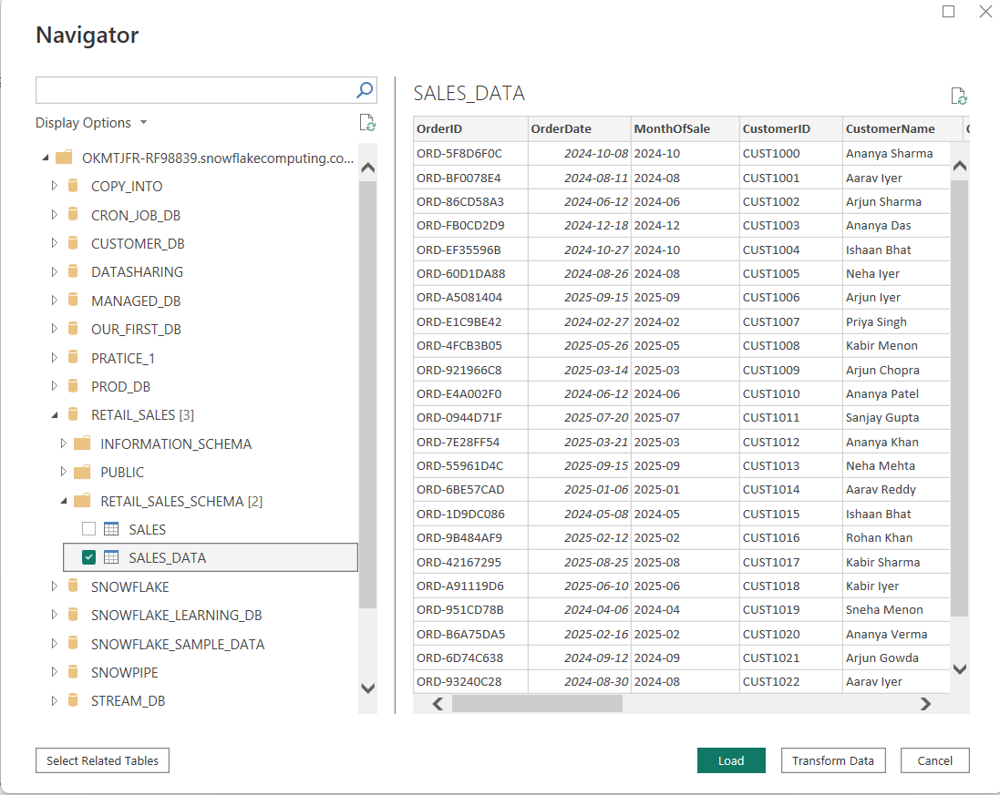 Navigator
Display Options
OKMTJFR-RF98839.snowflakecomputing.co...
COPY_INTO
CRON_JOB_DB
CUSTOMER_DB
DATASHARING
MANAGED_DB
OUR_FIRST_DB
PRATICE_1
PROD_DB
RETAIL_SALES [3]
INFORMATION_SCHEMA
PUBLIC
RETAIL_SALES_SCHEMA [2]
SALES
SALES_DATA
SNOWFLAKE
SNOWFLAKE_LEARNING_DB
SNOWFLAKE_SAMPLE_DATA
SNOWPIPE
STREAM_DB
SALES_DATA
OrderID OrderDate MonthOfSale CustomerID CustomerName
ORD-5F8D6F0C 2024-10-08 2024-10 CUST1000 Ananya Sharma
ORD-BF0078E4 2024-08-11 2024-08 CUST1001 Aarav Iyer
ORD-86CD58A3 2024-06-12 2024-06 CUST1002 Arjun Sharma
ORD-FB0CD2D9 2024-12-18 2024-12 CUST1003 Ananya Das
ORD-EF35596B 2024-10-27 2024-10 CUST1004 Ishaan Bhat
ORD-60D1DA88 2024-08-26 2024-08 CUST1005 Neha Iyer
ORD-A5081404 2025-09-15 2025-09 CUST1006 Arjun Iyer
ORD-E1C9BE42 2024-02-27 2024-02 CUST1007 Priya Singh
ORD-4FCB3B05 2025-05-26 2025-05 CUST1008 Kabir Menon
ORD-921966C8 2025-03-14 2025-03 CUST1009 Arjun Chopra
ORD-E4A002F0 2024-06-12 2024-06 CUST1010 Ananya Patel
ORD-0944D71F 2025-07-20 2025-07 CUST1011 Sanjay Gupta
ORD-7E28FF54 2025-03-21 2025-03 CUST1012 Ananya Khan
ORD-55961D4C 2025-09-15 2025-09 CUST1013 Neha Mehta
ORD-6BE57CAD 2025-01-06 2025-01 CUST1014 Aarav Reddy
ORD-1D9DC086 2024-05-08 2024-05 CUST1015 Ishaan Bhat
ORD-9B484AF9 2025-02-12 2025-02 CUST1016 Rohan Khan
ORD-42167295 2025-08-25 2025-08 CUST1017 Kabir Sharma
ORD-A91119D6 2025-06-10 2025-06 CUST1018 Kabir Iyer
ORD-951CD78B 2024-04-06 2024-04 CUST1019 Sneha Menon
ORD-B6A75DA5 2025-02-16 2025-02 CUST1020 Ananya Verma
ORD-6D74C638 2024-09-12 2024-09 CUST1021 Arjun Gowda
ORD-93240C28 2024-08-30 2024-08 CUST1022 Aarav Iyer
Select Related Tables Load Transform Data Cancel